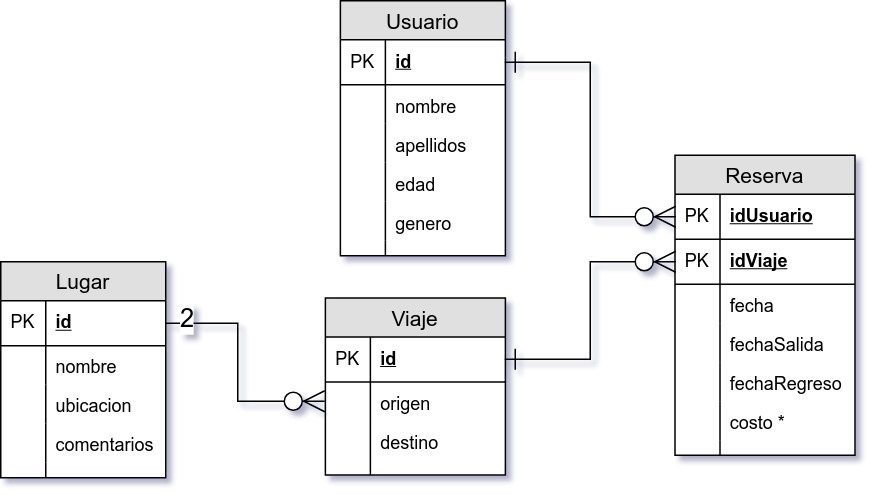 Usuario
PK id
nombre
apellidos
edad
genero
Reserva
PK idUsuario
PK idViaje
fecha
fechaSalida
fechaRegreso
costo *
Lugar
PK id
nombre
ubicacion
comentarios
2
Viaje
PK id
origen
destino